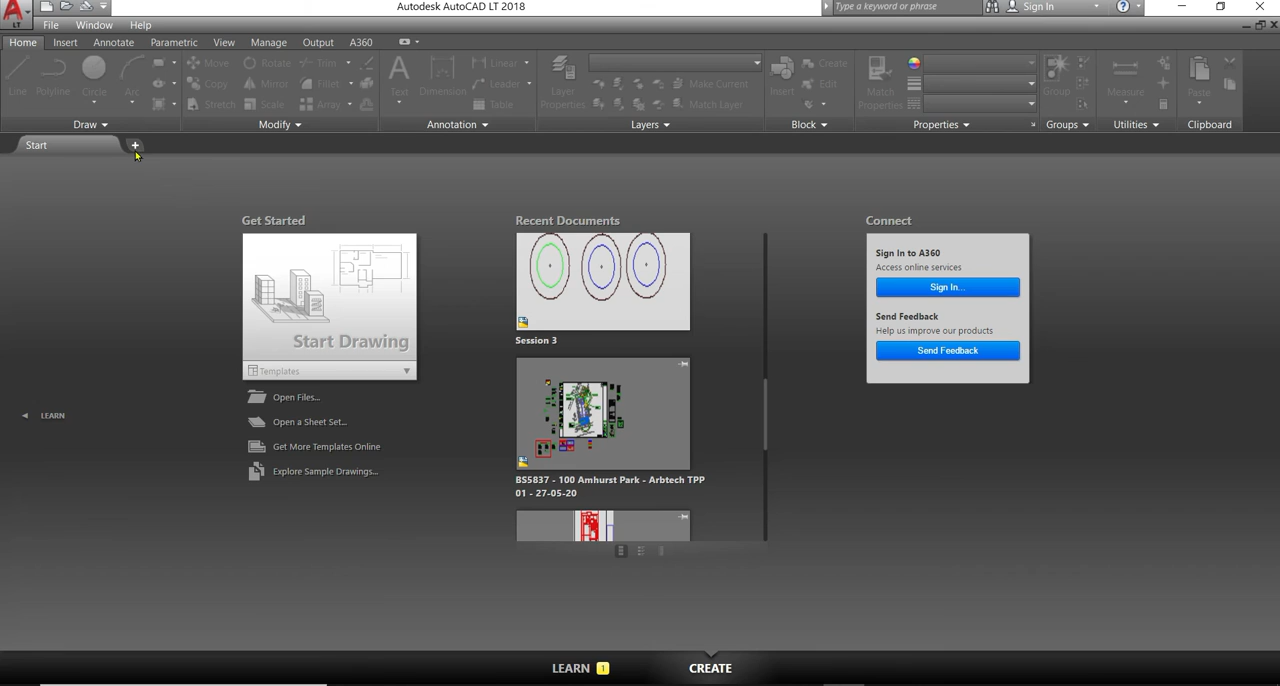 Autodesk AutoCAD LT 2018
Type a keyword or phrase
Sign In
LT
File Window Help
Home Insert Annotate Parametric View Manage Output A360
Line Polyline Circle Arc
Move Rotate Trim
Copy Mirror Fillet
Stretch Scale Array
Text Dimension
Linear
Leader
Table
Layer
Properties
Make Current
Match Layer
Insert
Create
Edit
Match
Properties
Group
Measure
Paste
Draw Modify Annotation Layers Block Properties Groups Utilities Clipboard
Start
Get Started
Start Drawing
Templates
Open Files...
Open a Sheet Set...
Get More Templates Online
Explore Sample Drawings...
LEARN
Recent Documents
Session 3
BS5837 - 100 Amhurst Park - Arbtech TPP
01 - 27-05-20
Connect
Sign In to A360
Access online services
Sign In...
Send Feedback
Help us improve our products
Send Feedback
LEARN 1 CREATE